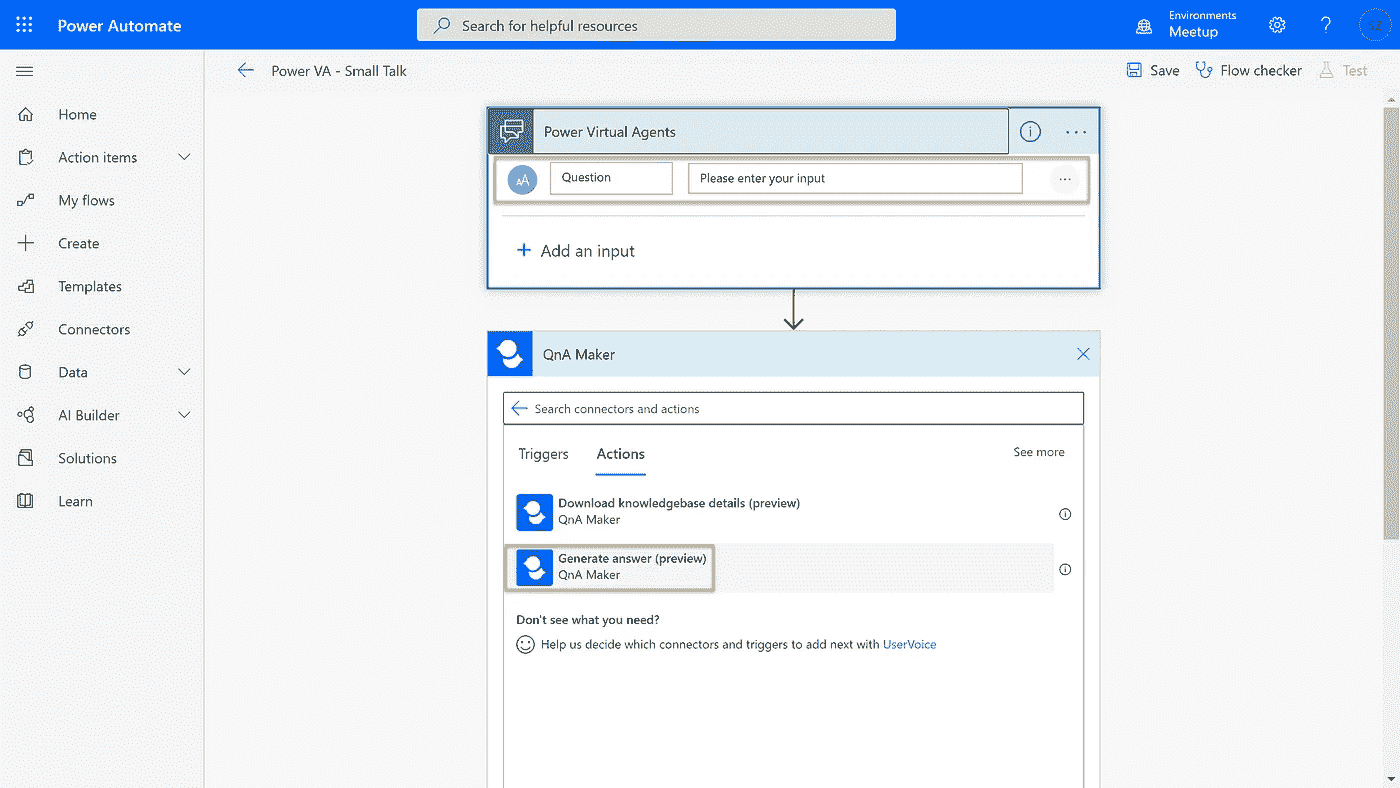 Power Automate
Search for helpful resources
Environments
Meetup
?
Power VA - Small Talk
Save
Flow checker
Test
Home
Action items
My flows
Create
Templates
Connectors
Data
AI Builder
Solutions
Learn
Power Virtual Agents
AA Question Please enter your input
+ Add an input
QnA Maker
Search connectors and actions
Triggers Actions See more
Download knowledgebase details (preview)
QnA Maker
Generate answer (preview)
QnA Maker
Don't see what you need?
Help us decide which connectors and triggers to add next with UserVoice